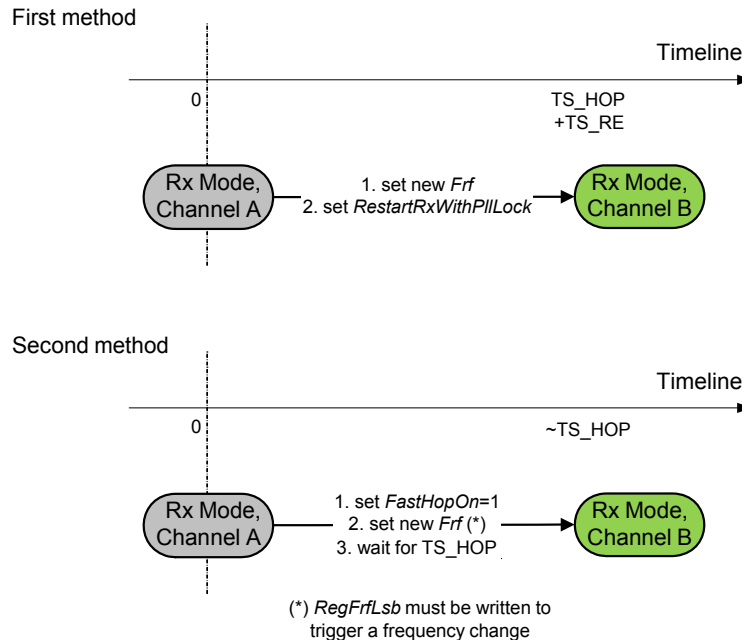 First method
Timeline
0
TS_HOP
+TS_RE
Rx Mode,
Channel A
1. set new Frf
2. set RestartRxWithPllLock
Rx Mode,
Channel B
Second method
Timeline
0
~TS_HOP
Rx Mode,
Channel A
1. set FastHopOn=1
2. set new Frf (*)
3. wait for TS_HOP
Rx Mode,
Channel B
(*) RegFrfLsb must be written to
trigger a frequency change